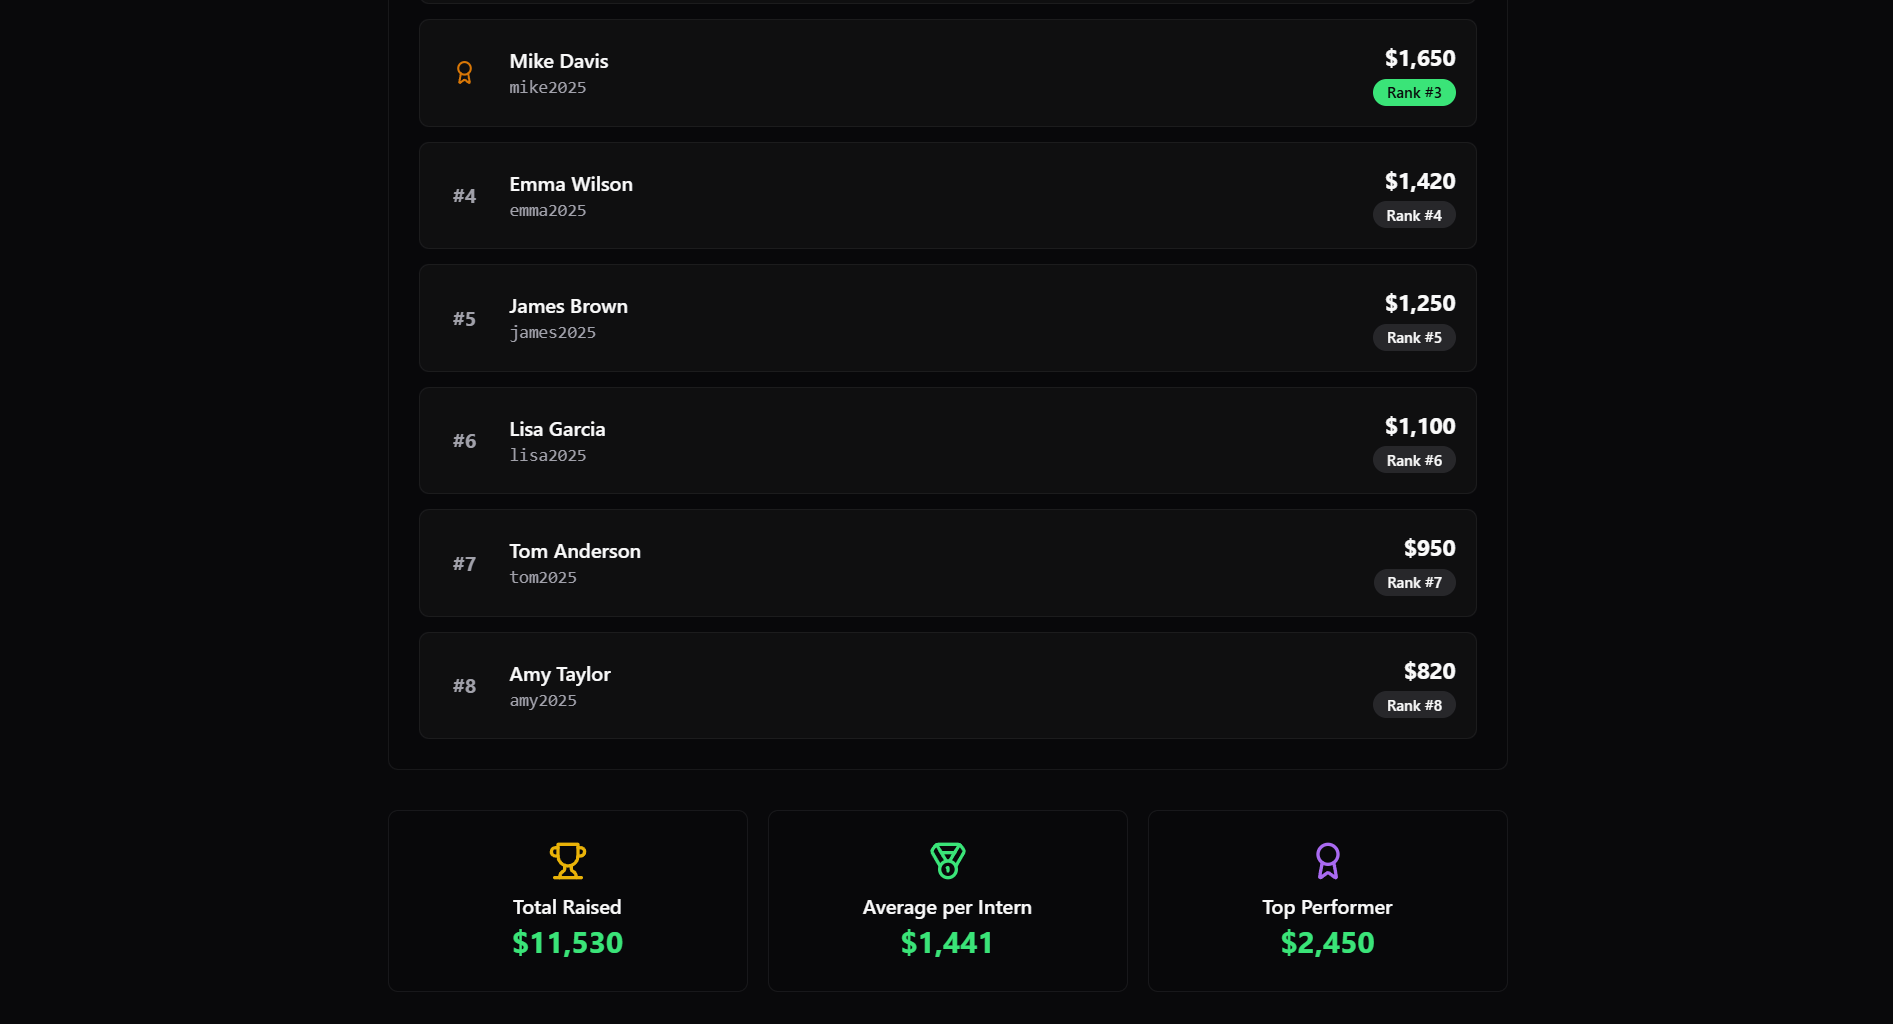 Mike Davis
mike2025
$1,650
Rank #3
#4
Emma Wilson
emma2025
$1,420
Rank #4
#5
James Brown
james2025
$1,250
Rank #5
#6
Lisa Garcia
lisa2025
$1,100
Rank #6
#7
Tom Anderson
tom2025
$950
Rank #7
#8
Amy Taylor
amy2025
$820
Rank #8
Total Raised
$11,530
Average per Intern
$1,441
Top Performer
$2,450